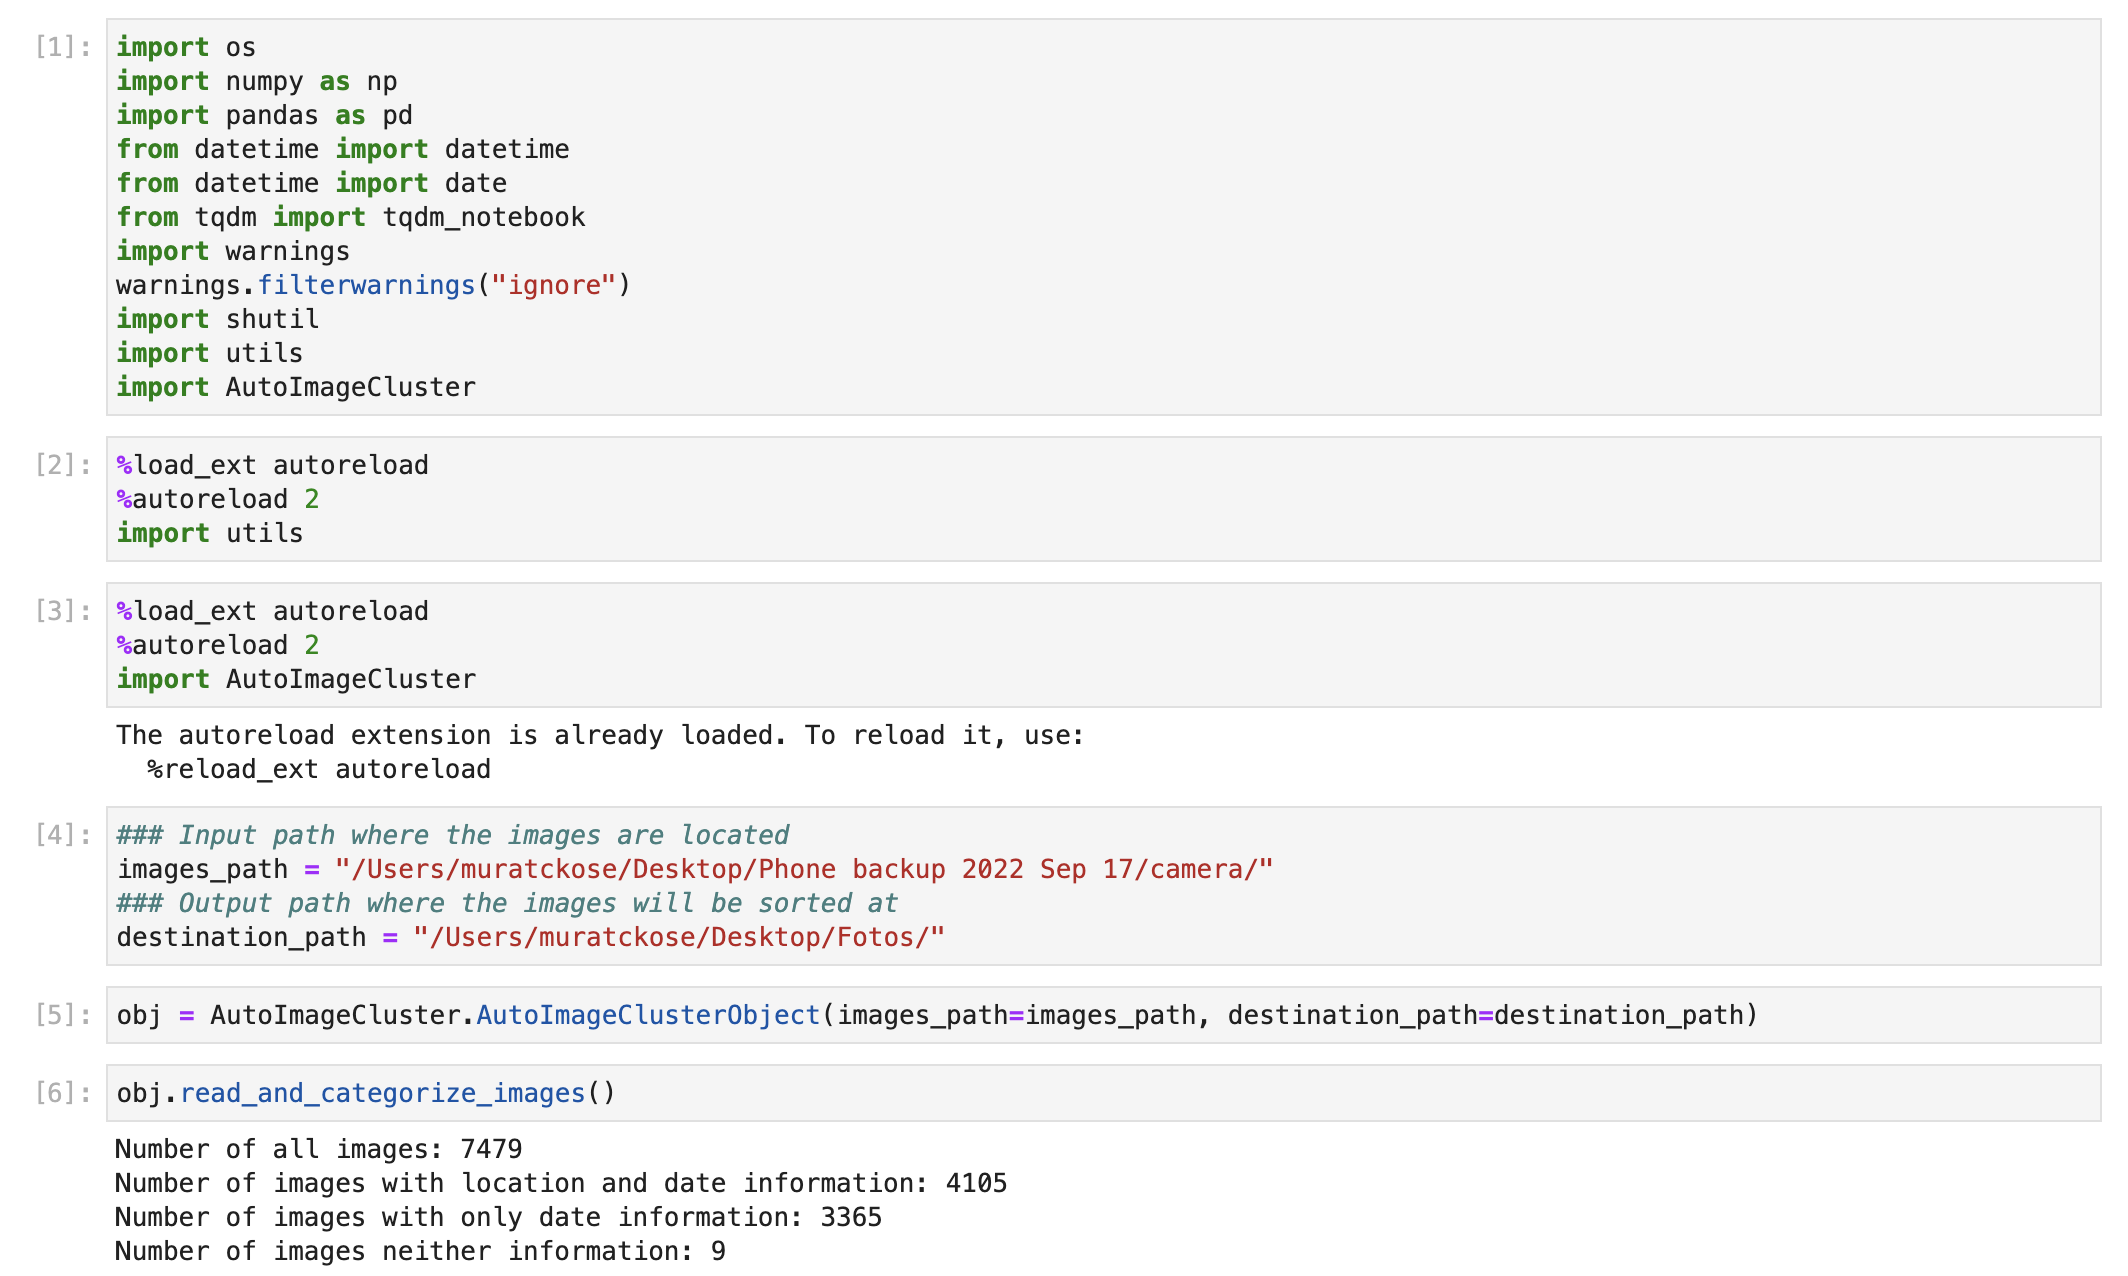 [1]:
import os
import numpy as np
import pandas as pd
from datetime import datetime
from datetime import date
from tqdm import tqdm_notebook
import warnings
warnings.filterwarnings("ignore")
import shutil
import utils
import AutoImageCluster
[2]:
%load_ext autoreload
%autoreload 2
import utils
[3]:
%load_ext autoreload
%autoreload 2
import AutoImageCluster
The autoreload extension is already loaded. To reload it, use:
  %reload_ext autoreload
[4]:
### Input path where the images are located
images_path = "/Users/muratckose/Desktop/Phone backup 2022 Sep 17/camera/"
### Output path where the images will be sorted at
destination_path = "/Users/muratckose/Desktop/Fotos/"
[5]:
obj = AutoImageCluster.AutoImageClusterObject(images_path=images_path, destination_path=destination_path)
[6]:
obj.read_and_categorize_images()
Number of all images: 7479
Number of images with location and date information: 4105
Number of images with only date information: 3365
Number of images neither information: 9